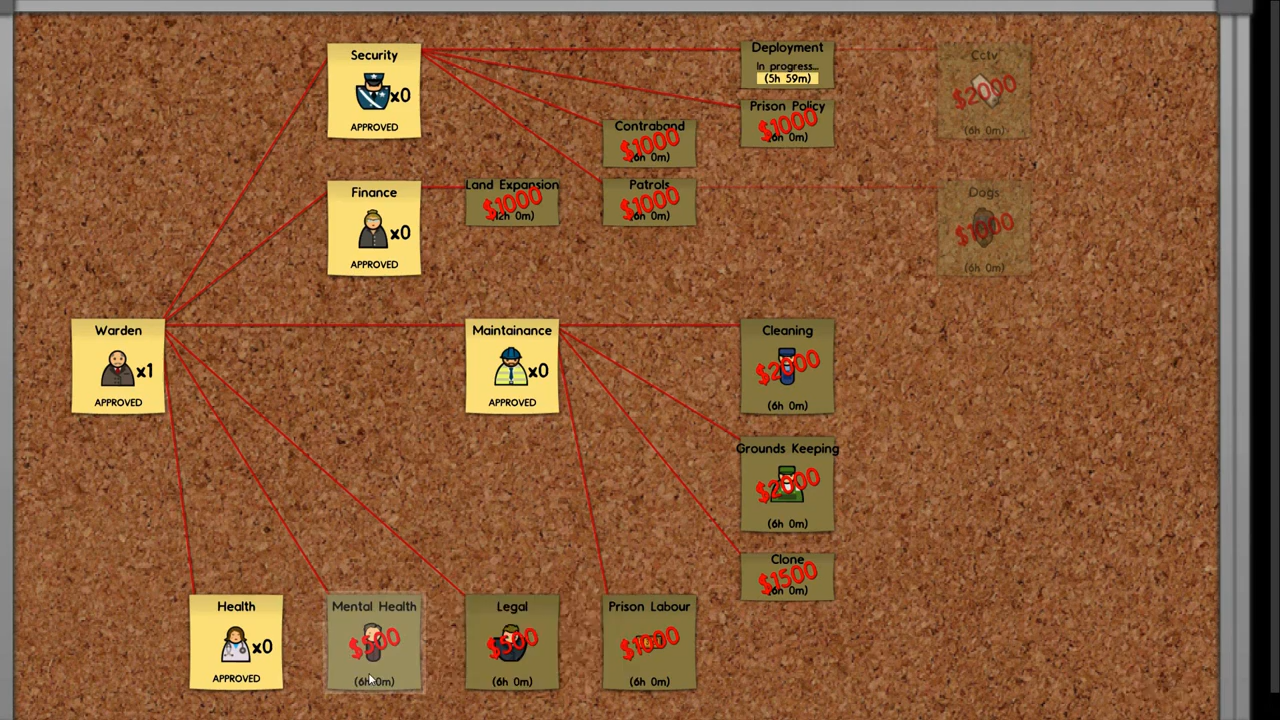 Security
x0
APPROVED
Deployment
In progress...
(5h 59m)
Cctv
$2000
(6h 0m)
Prison Policy
$1000
(6h 0m)
Contraband
$1000
(6h 0m)
Finance
x0
APPROVED
Land Expansion
$1000
(12h 0m)
Patrols
$1000
(6h 0m)
Dogs
$1000
(6h 0m)
Warden
x1
APPROVED
Maintainance
x0
APPROVED
Cleaning
$2000
(6h 0m)
Grounds Keeping
$2000
(6h 0m)
Clone
$1500
(6h 0m)
Health
x0
APPROVED
Mental Health
$500
(6h 0m)
Legal
$500
(6h 0m)
Prison Labour
$1000
(6h 0m)